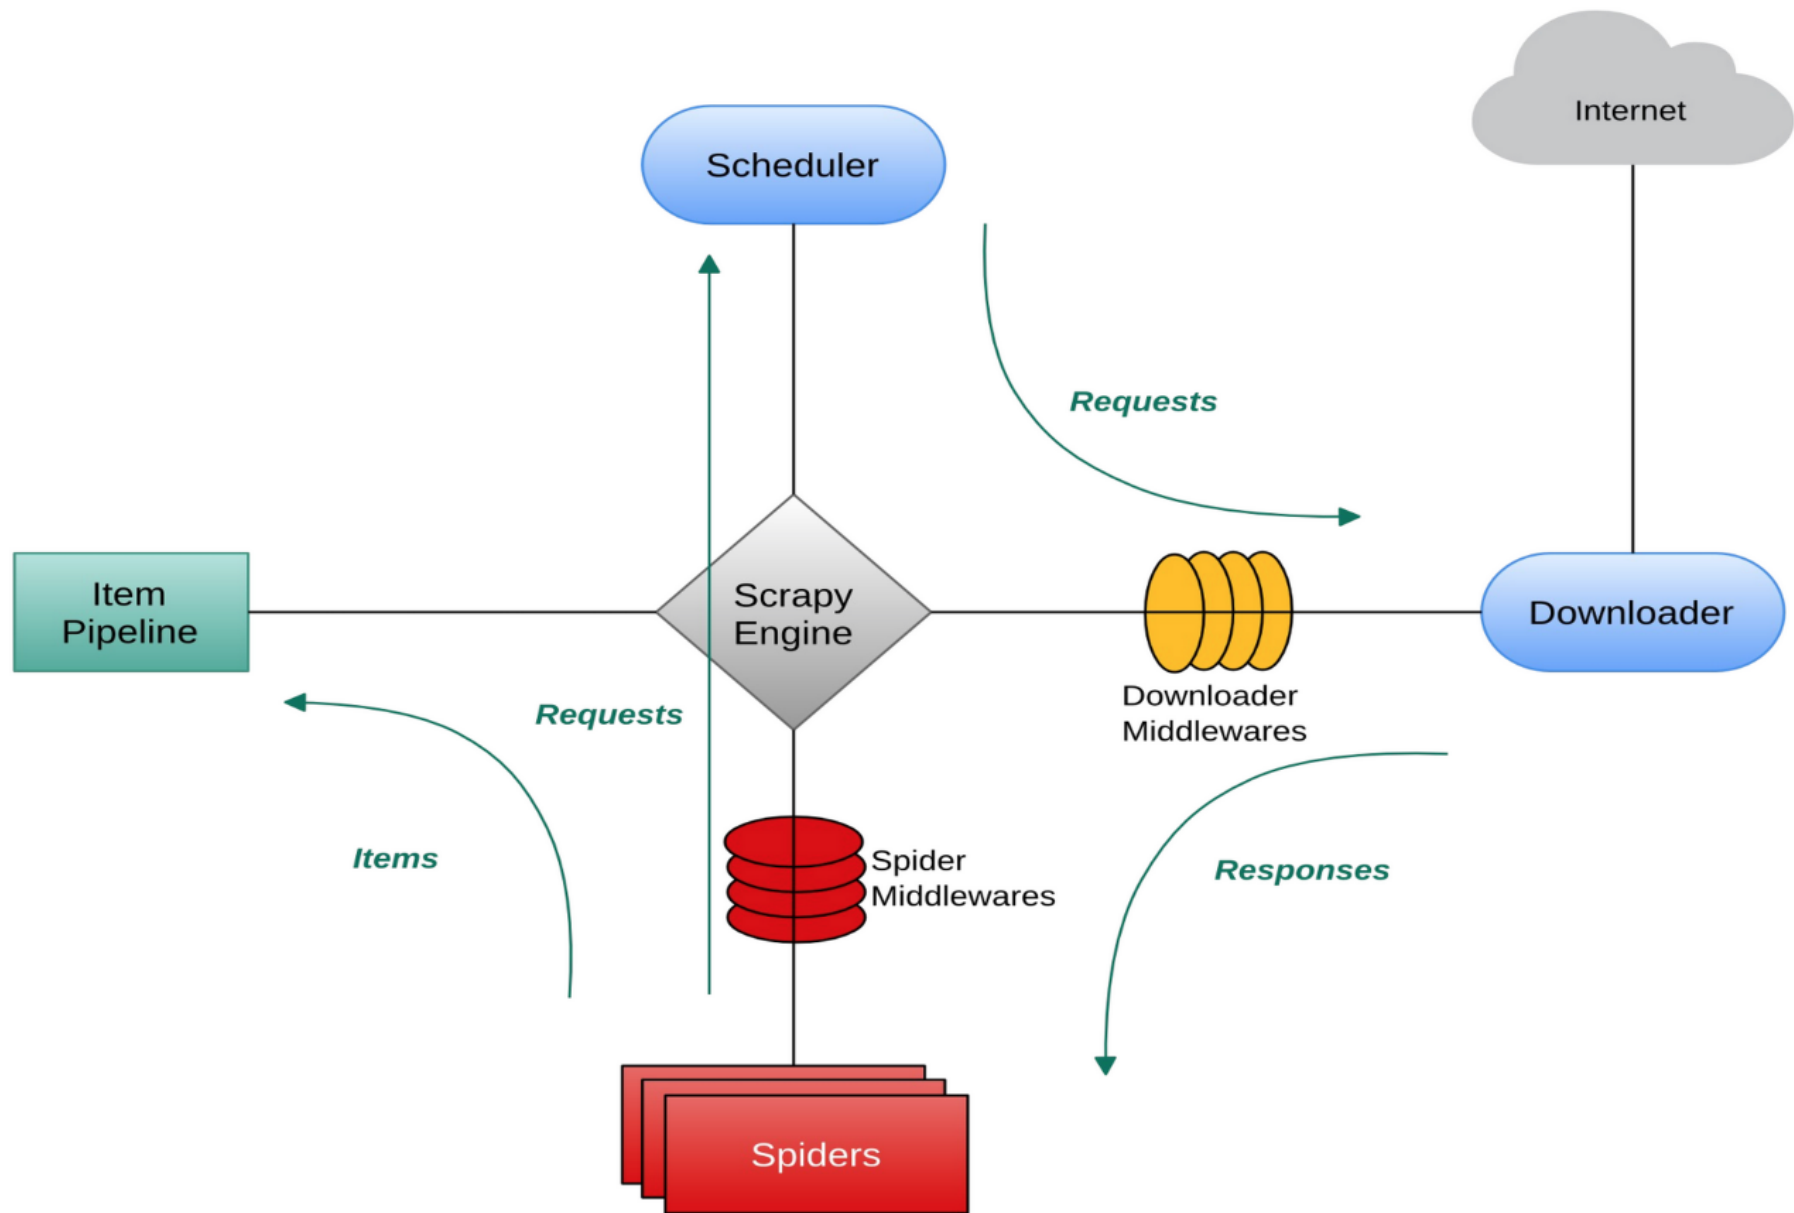 Internet
Scheduler
Requests
Item
Pipeline
Scrapy
Engine
Downloader
Downloader
Middlewares
Requests
Items
Spider
Middlewares
Responses
Spiders